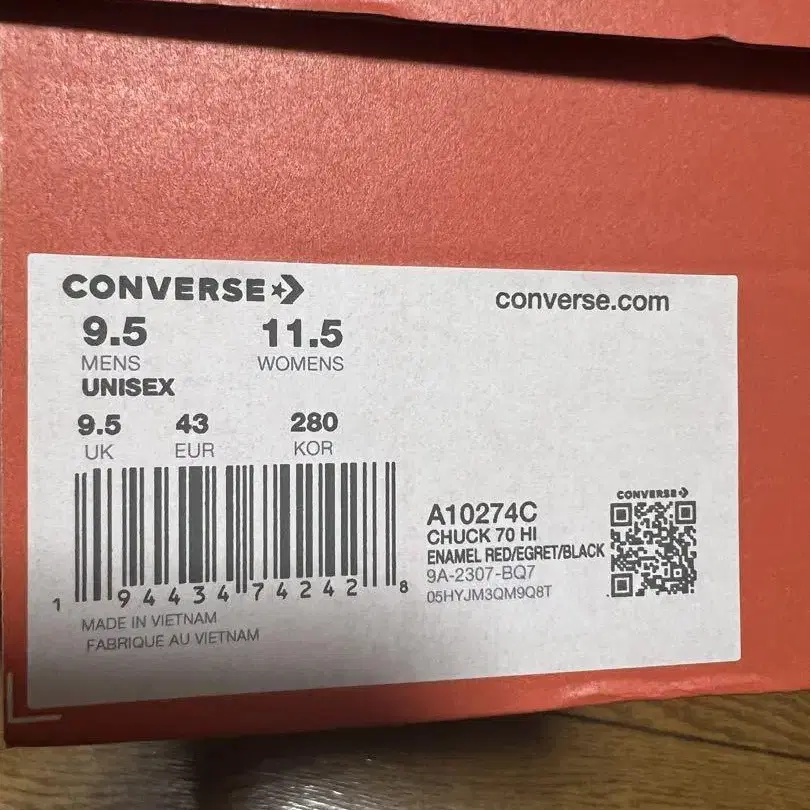 CONVERSE
converse.com
9.5 11.5
MENS WOMENS
UNISEX
9.5 43 280
UK EUR KOR
1 94434 74242 8
A10274C
CHUCK 70 HI
ENAMEL RED/EGRET/BLACK
9A-2307-BQ7
05HYJM3QM9Q8T
CONVERSE
MADE IN VIETNAM
FABRIQUE AU VIETNAM